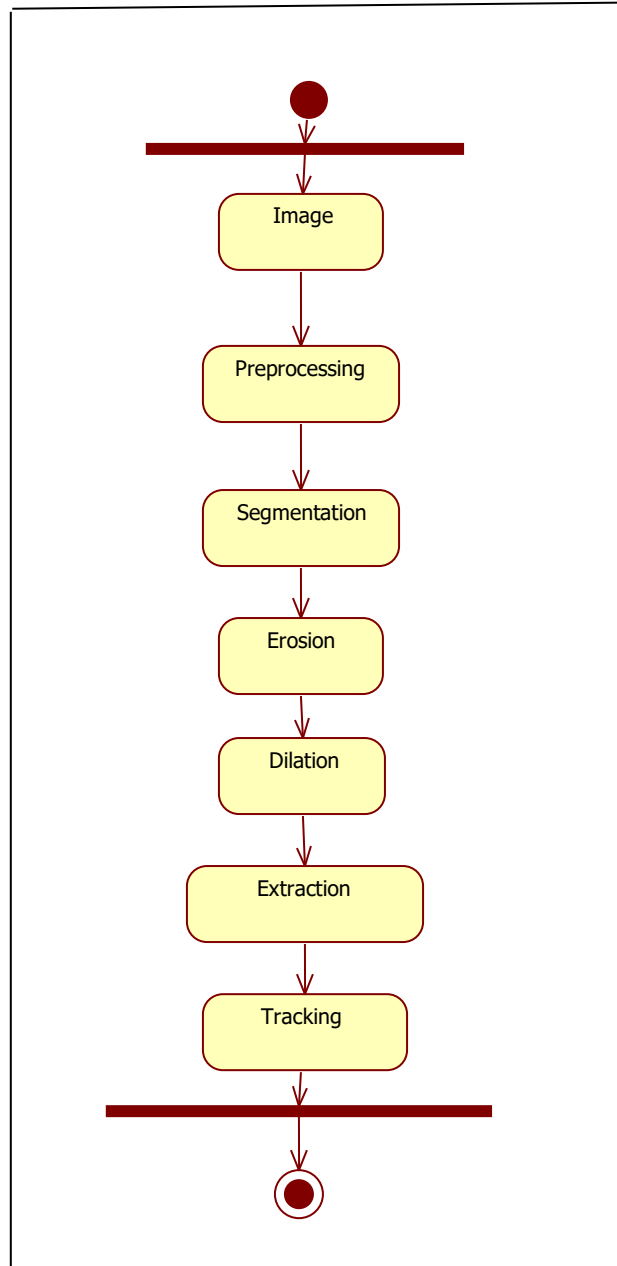 Image
Preprocessing
Segmentation
Erosion
Dilation
Extraction
Tracking